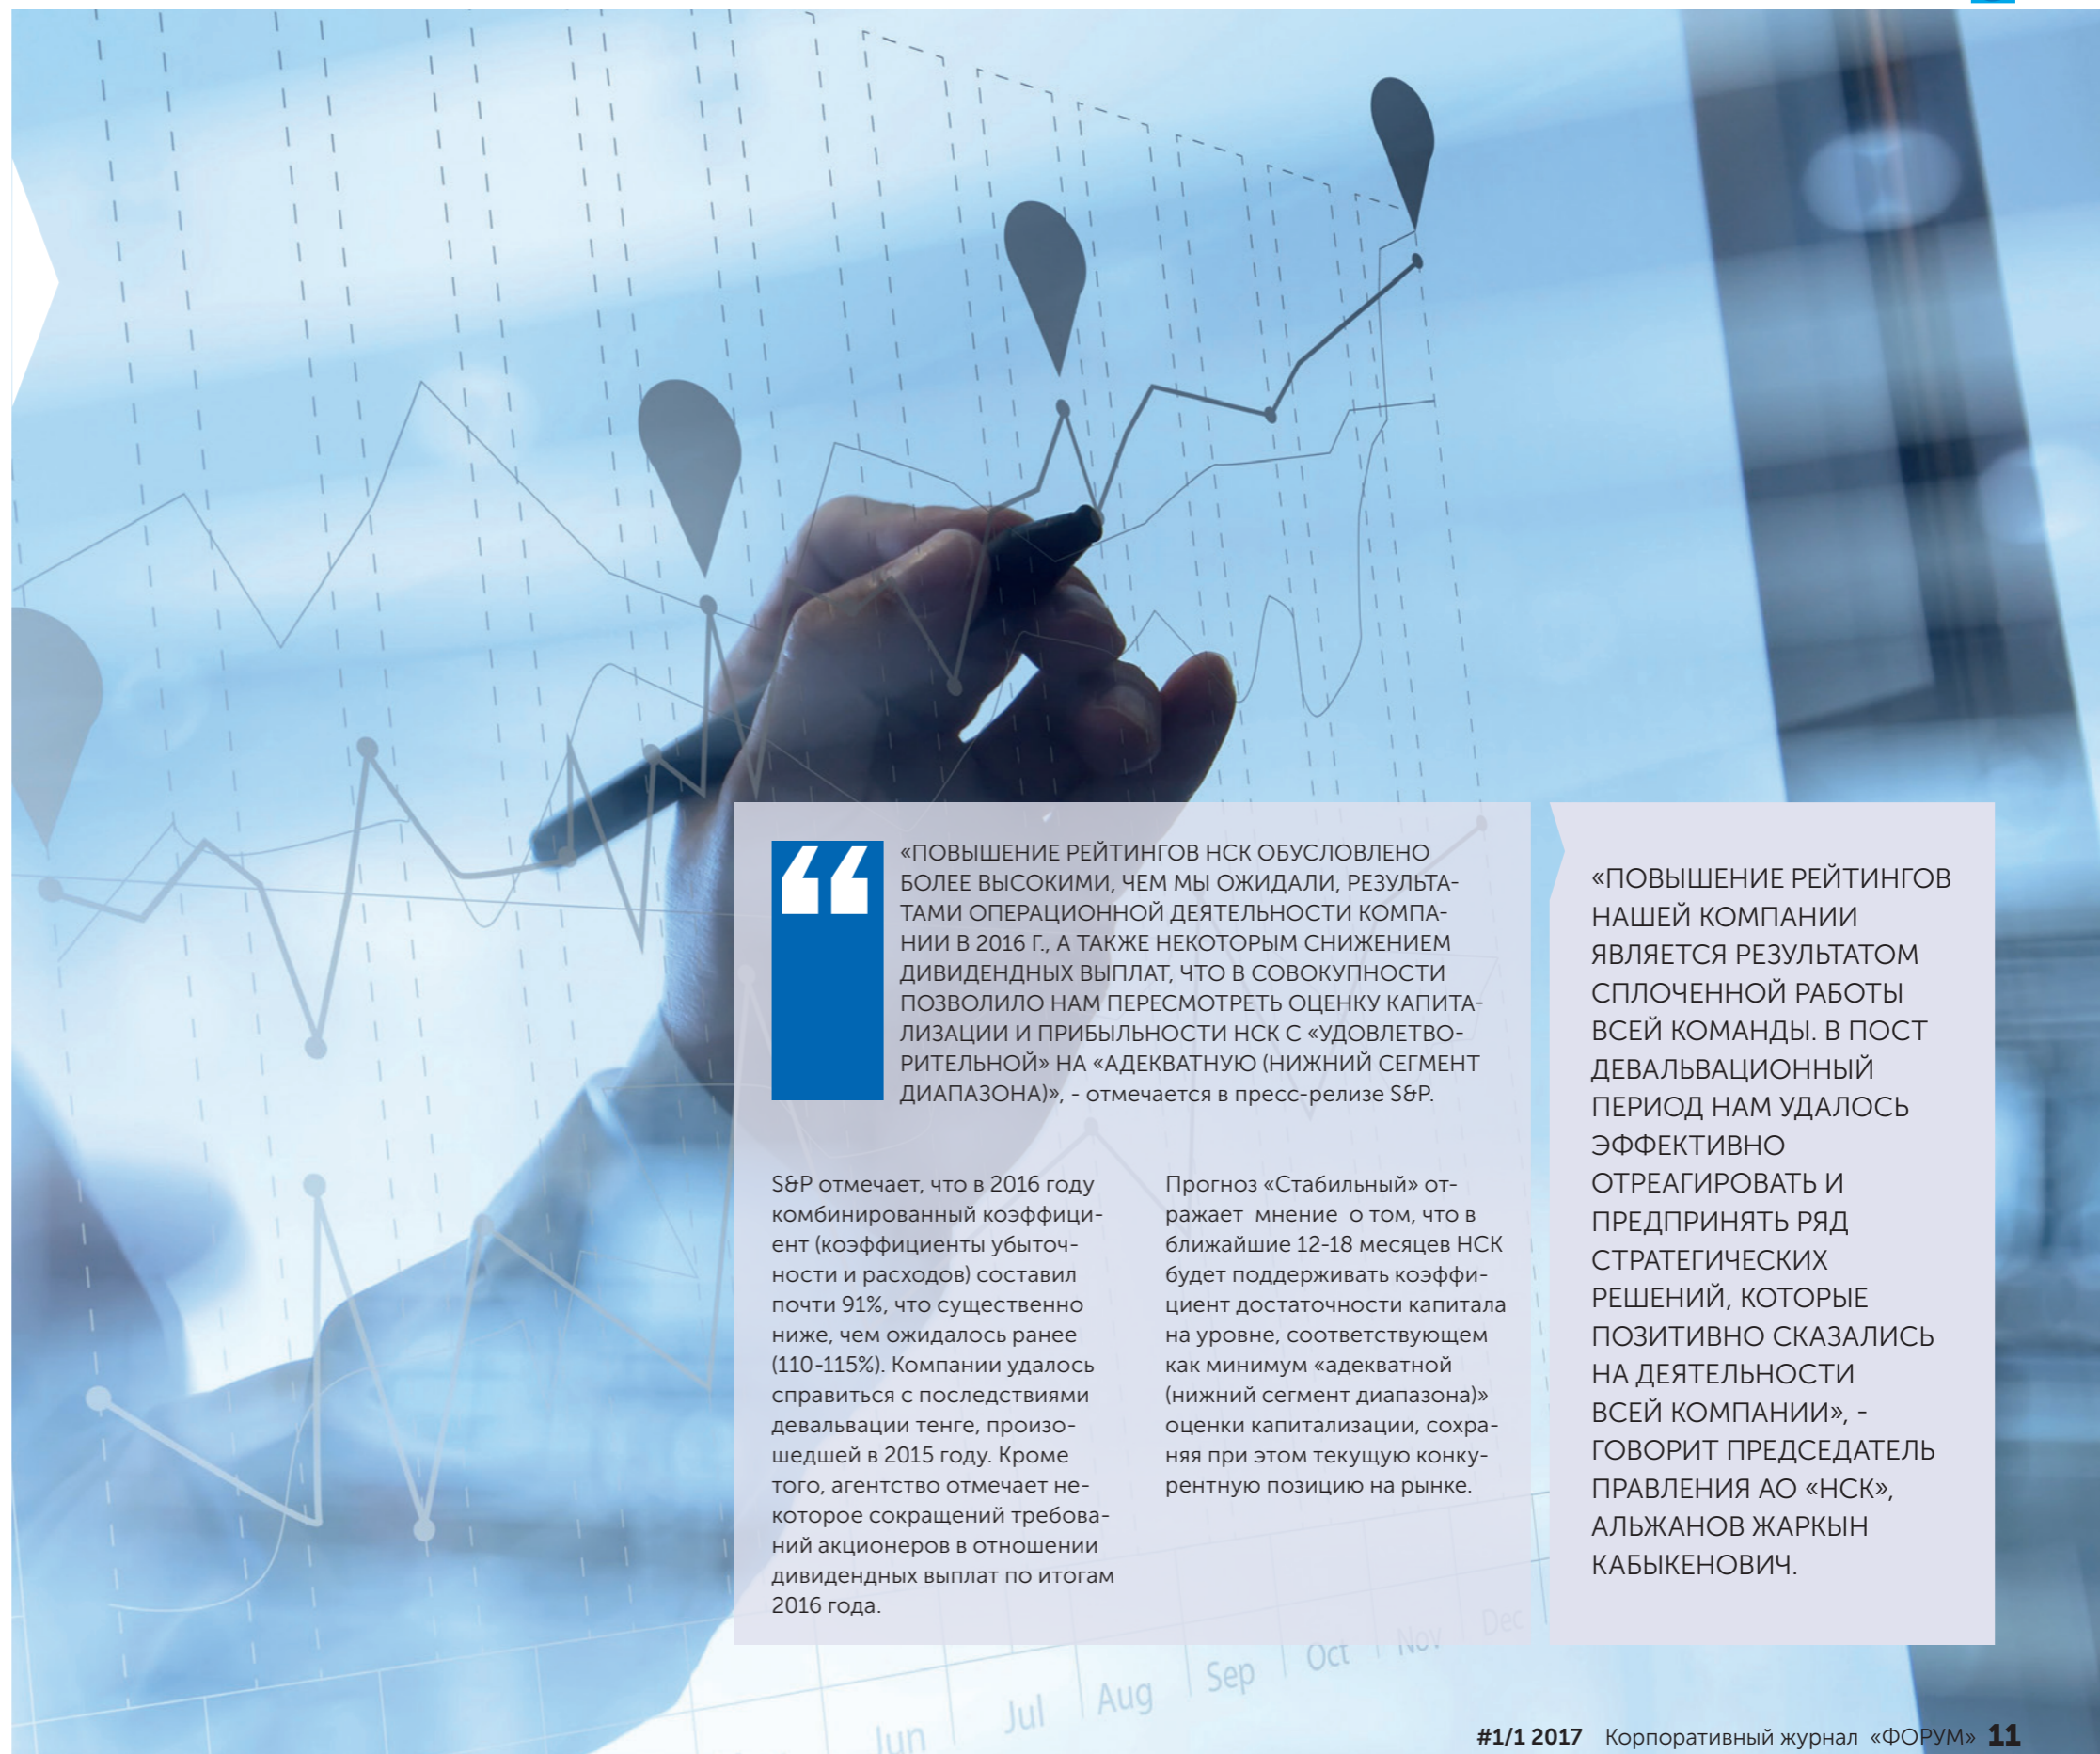 «ПОВЫШЕНИЕ РЕЙТИНГОВ НСК ОБУСЛОВЛЕНО
БОЛЕЕ ВЫСОКИМИ, ЧЕМ МЫ ОЖИДАЛИ, РЕЗУЛЬТА-
ТАМИ ОПЕРАЦИОННОЙ ДЕЯТЕЛЬНОСТИ КОМПА-
НИИ В 2016 Г., А ТАКЖЕ НЕКОТОРЫМ СНИЖЕНИЕМ
ДИВИДЕНДНЫХ ВЫПЛАТ, ЧТО В СОВОКУПНОСТИ
ПОЗВОЛИЛО НАМ ПЕРЕСМОТРЕТЬ ОЦЕНКУ КАПИТА-
ЛИЗАЦИИ И ПРИБЫЛЬНОСТИ НСК С «УДОВЛЕТВО-
РИТЕЛЬНОЙ» НА «АДЕКВАТНУЮ (НИЖНИЙ СЕГМЕНТ
ДИАПАЗОНА)», - отмечается в пресс-релизе S&P.
S&P отмечает, что в 2016 году
комбинированный коэффици-
ент (коэффициенты убыточ-
ности и расходов) составил
почти 91%, что существенно
ниже, чем ожидалось ранее
(110-115%). Компании удалось
справиться с последствиями
девальвации тенге, произо-
шедшей в 2015 году. Кроме
того, агентство отмечает не-
которое сокращений требова-
ний акционеров в отношении
дивидендных выплат по итогам
2016 года.
Прогноз «Стабильный» от-
ражает мнение о том, что в
ближайшие 12-18 месяцев НСК
будет поддерживать коэффи-
циент достаточности капитала
на уровне, соответствующем
как минимум «адекватной
(нижний сегмент диапазона)»
оценки капитализации, сохра-
няя при этом текущую конку-
рентную позицию на рынке.
«ПОВЫШЕНИЕ РЕЙТИНГОВ
НАШЕЙ КОМПАНИИ
ЯВЛЯЕТСЯ РЕЗУЛЬТАТОМ
СПЛОЧЕННОЙ РАБОТЫ
ВСЕЙ КОМАНДЫ. В ПОСТ
ДЕВАЛЬВАЦИОННЫЙ
ПЕРИОД НАМ УДАЛОСЬ
ЭФФЕКТИВНО
ОТРЕАГИРОВАТЬ И
ПРЕДПРИНЯТЬ РЯД
СТРАТЕГИЧЕСКИХ
РЕШЕНИЙ, КОТОРЫЕ
ПОЗИТИВНО СКАЗАЛИСЬ
НА ДЕЯТЕЛЬНОСТИ
ВСЕЙ КОМПАНИИ», -
ГОВОРИТ ПРЕДСЕДАТЕЛЬ
ПРАВЛЕНИЯ АО «НСК»,
АЛЬЖАНОВ ЖАРКЫН
КАБЫКЕНОВИЧ.
Jun Jul Aug Sep Oct Nov Dec
#1/1 2017 Корпоративный журнал «ФОРУМ» 11